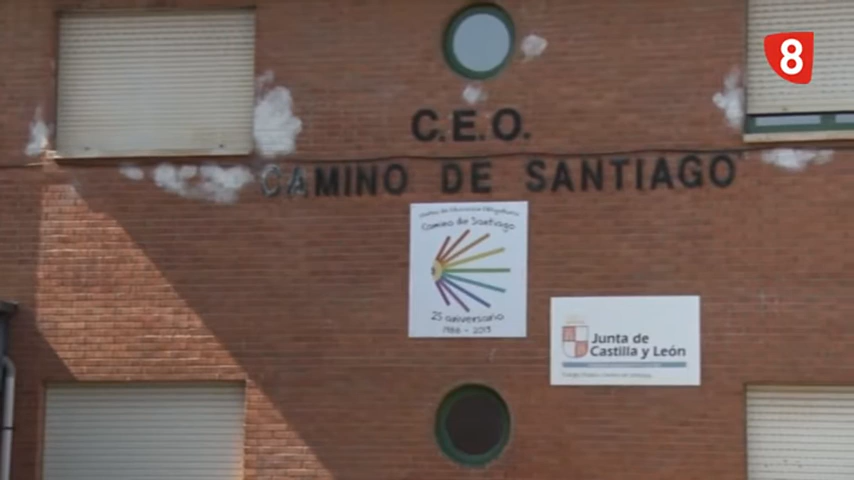 8
C.E.O.
CAMINO DE SANTIAGO
Camino de Santiago
25 aniversario
1988 - 2013
Junta de
Castilla y León